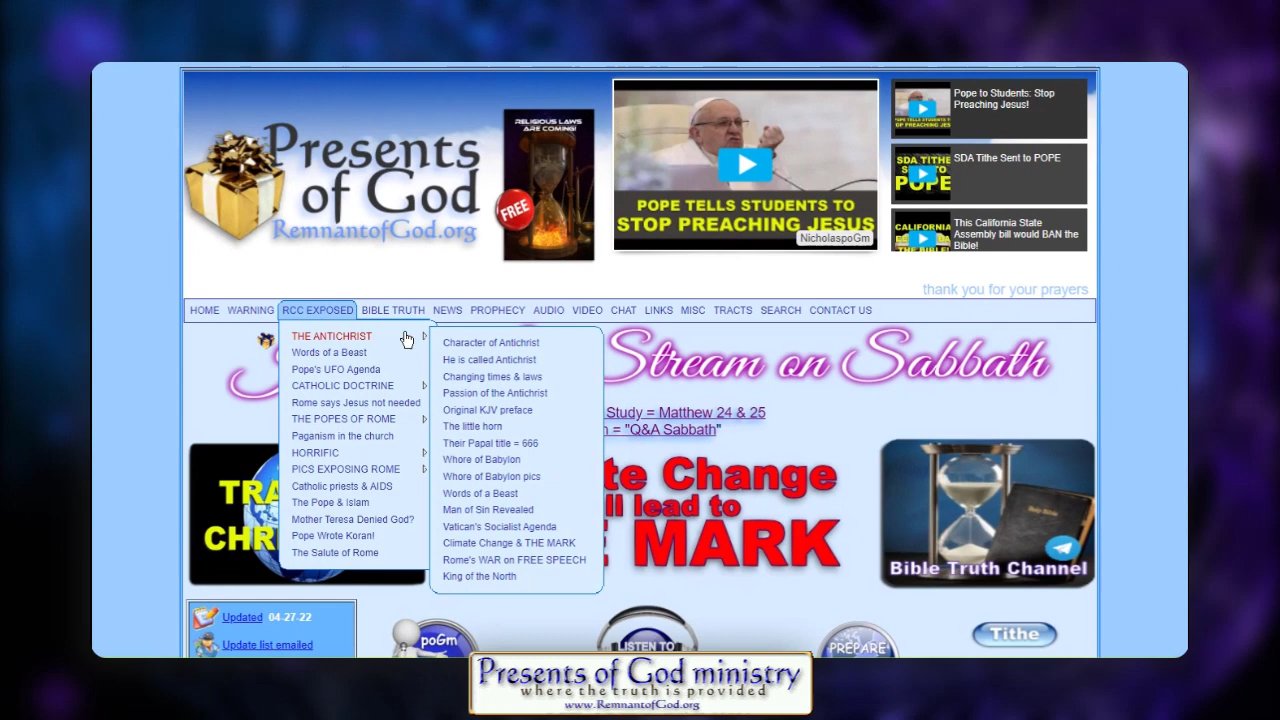 Presents
of God
RemnantofGod.org
RELIGIOUS LAWS
ARE COMING!
FREE
POPE TELLS STUDENTS TO
STOP PREACHING JESUS
NicholaspoGm
Pope to Students: Stop
Preaching Jesus!
SDA Tithe Sent to POPE
SDA TITHE
POPE
This California State
Assembly bill would BAN the
Bible!
CALIFORNIA
thank you for your prayers
HOME WARNING RCC EXPOSED BIBLE TRUTH NEWS PROPHECY AUDIO VIDEO CHAT LINKS MISC TRACTS SEARCH CONTACT US
THE ANTICHRIST
Words of a Beast
Pope's UFO Agenda
CATHOLIC DOCTRINE
Rome says Jesus not needed
THE POPES OF ROME
Paganism in the church
HORRIFIC
PICS EXPOSING ROME
Catholic priests & AIDS
The Pope & Islam
Mother Teresa Denied God?
Pope Wrote Koran!
The Salute of Rome
Character of Antichrist
He is called Antichrist
Changing times & laws
Passion of the Antichrist
Original KJV preface
The little horn
Their Papal title = 666
Whore of Babylon
Whore of Babylon pics
Words of a Beast
Man of Sin Revealed
Vatican's Socialist Agenda
Climate Change & THE MARK
Rome's WAR on FREE SPEECH
King of the North
Stream on Sabbath
Study = Matthew 24 & 25
= "Q&A Sabbath"
Change
lead to
MARK
Bible Truth Channel
Updated 04-27-22
Update list emailed
poGm
LISTEN TO
PREPARE
Tithe
Presents of God ministry
where the truth is provided
www.RemnantofGod.org